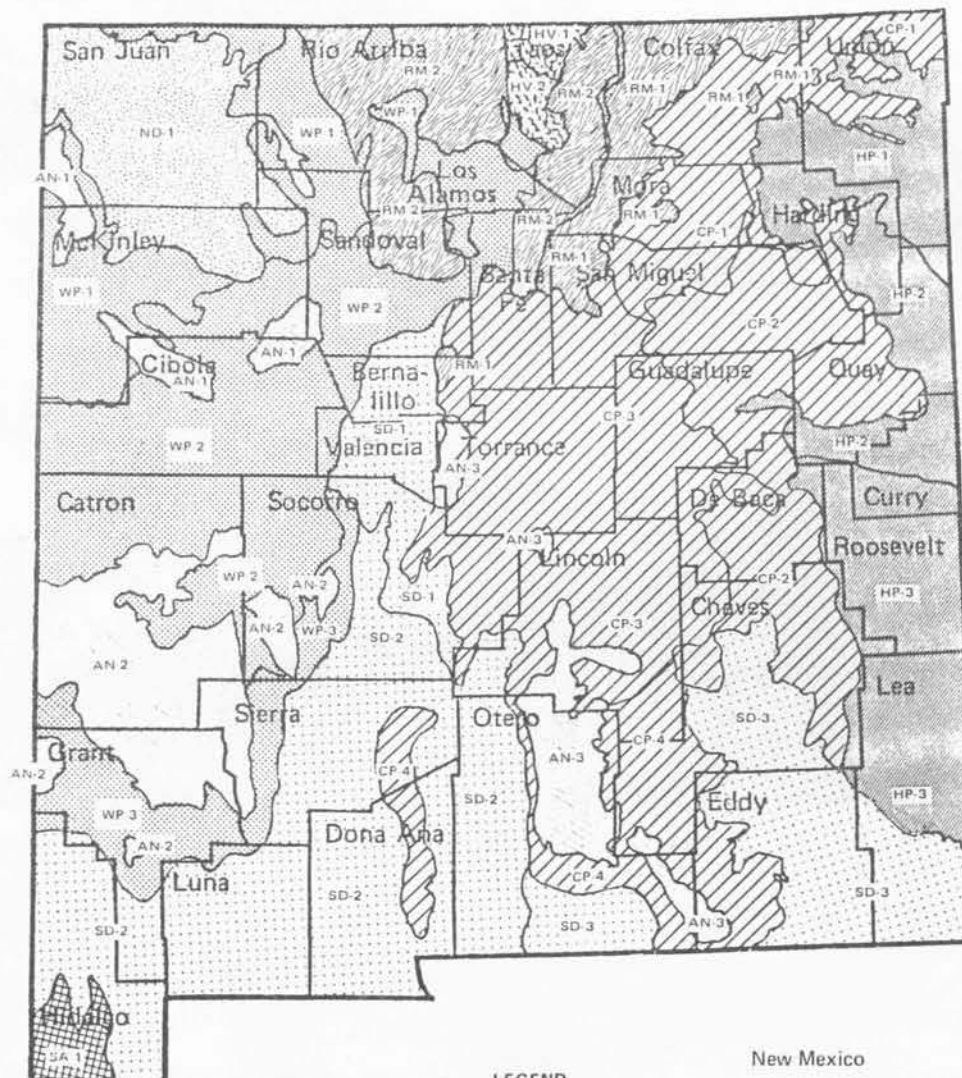 San Juan Rio Arriba Taos Colfax Union
HV-1 CP-1
RM-2 HV-2 RM-2 RM-1 RM-1 RM-1
ND-1 WP-1 WP-1 HP-1
AN-1 Los Alamos Mora Harding
RM-2 RM-2 RM-1 CP-1
McKinley Sandoval Santa Fe San Miguel
RM-1
WP-1 WP-2 HP-2
CP-2
AN-1
Cibola RM-1 Guadalupe Quay
AN-1 Berna-
lillo
SD-1 CP-3
WP-2 Valencia Torrance HP-2
AN-3
Catron Socorro De Baca Curry
AN-3 Lincoln Roosevelt
WP-2 AN-2 SD-1 CP-2 HP-3
Chaves
AN-2 WP-3 SD-2 CP-3
AN-2
Lea
Sierra Otero SD-3
Grant
AN-2 CP-4 AN-3 CP-4
WP-3 SD-2 Eddy HP-3
Dona Ana
AN-2
Luna CP-4
SD-2 SD-2 SD-3 AN-3 SD-3
Hidalgo
SA-1
New Mexico
LEGEND